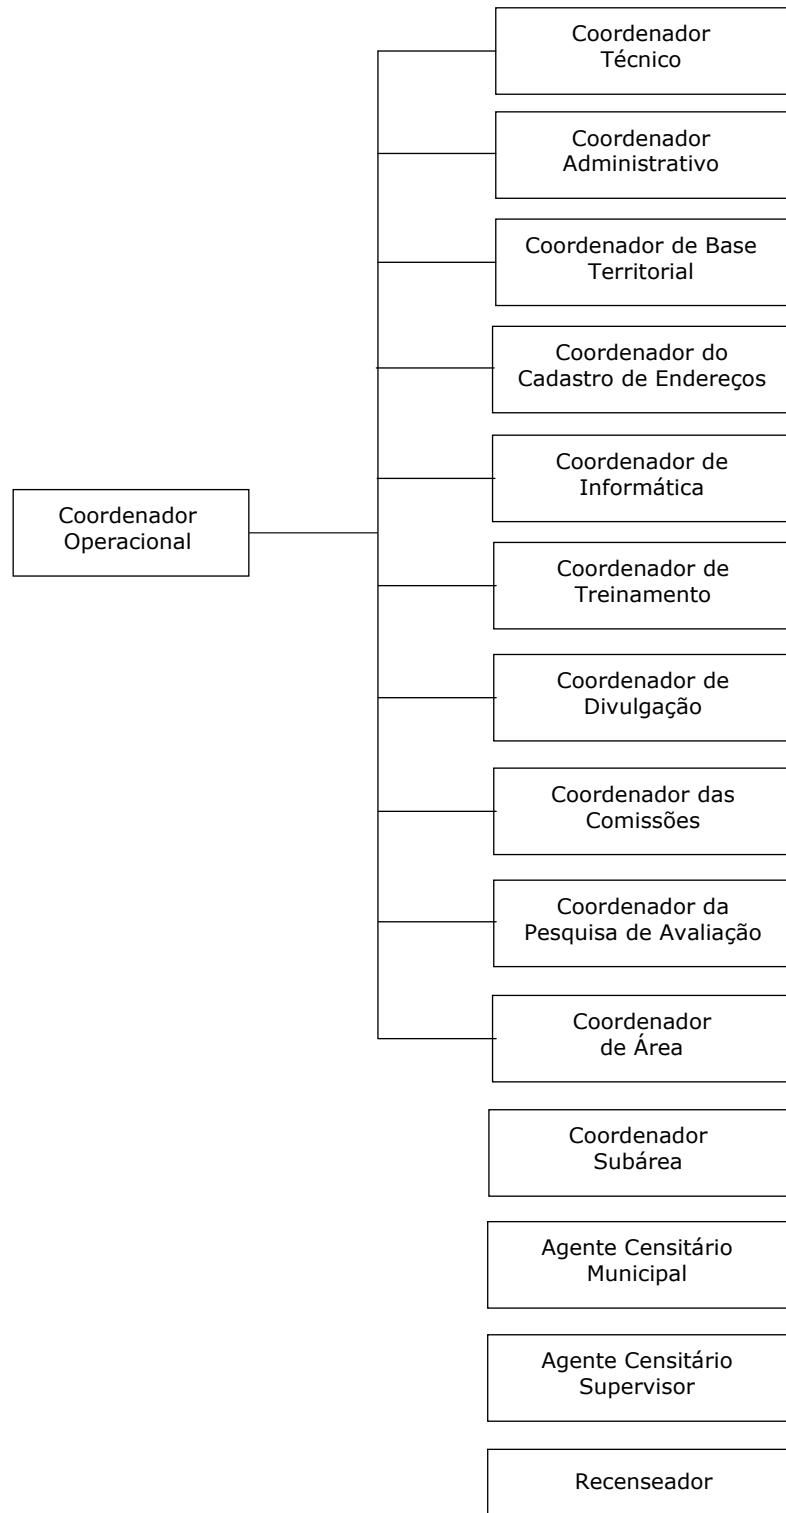 Coordenador
Técnico
Coordenador
Administrativo
Coordenador de Base
Territorial
Coordenador do
Cadastro de Endereços
Coordenador de
Informática
Coordenador
Operacional
Coordenador de
Treinamento
Coordenador de
Divulgação
Coordenador das
Comissões
Coordenador da
Pesquisa de Avaliação
Coordenador
de Área
Coordenador
Subárea
Agente Censitário
Municipal
Agente Censitário
Supervisor
Recenseador